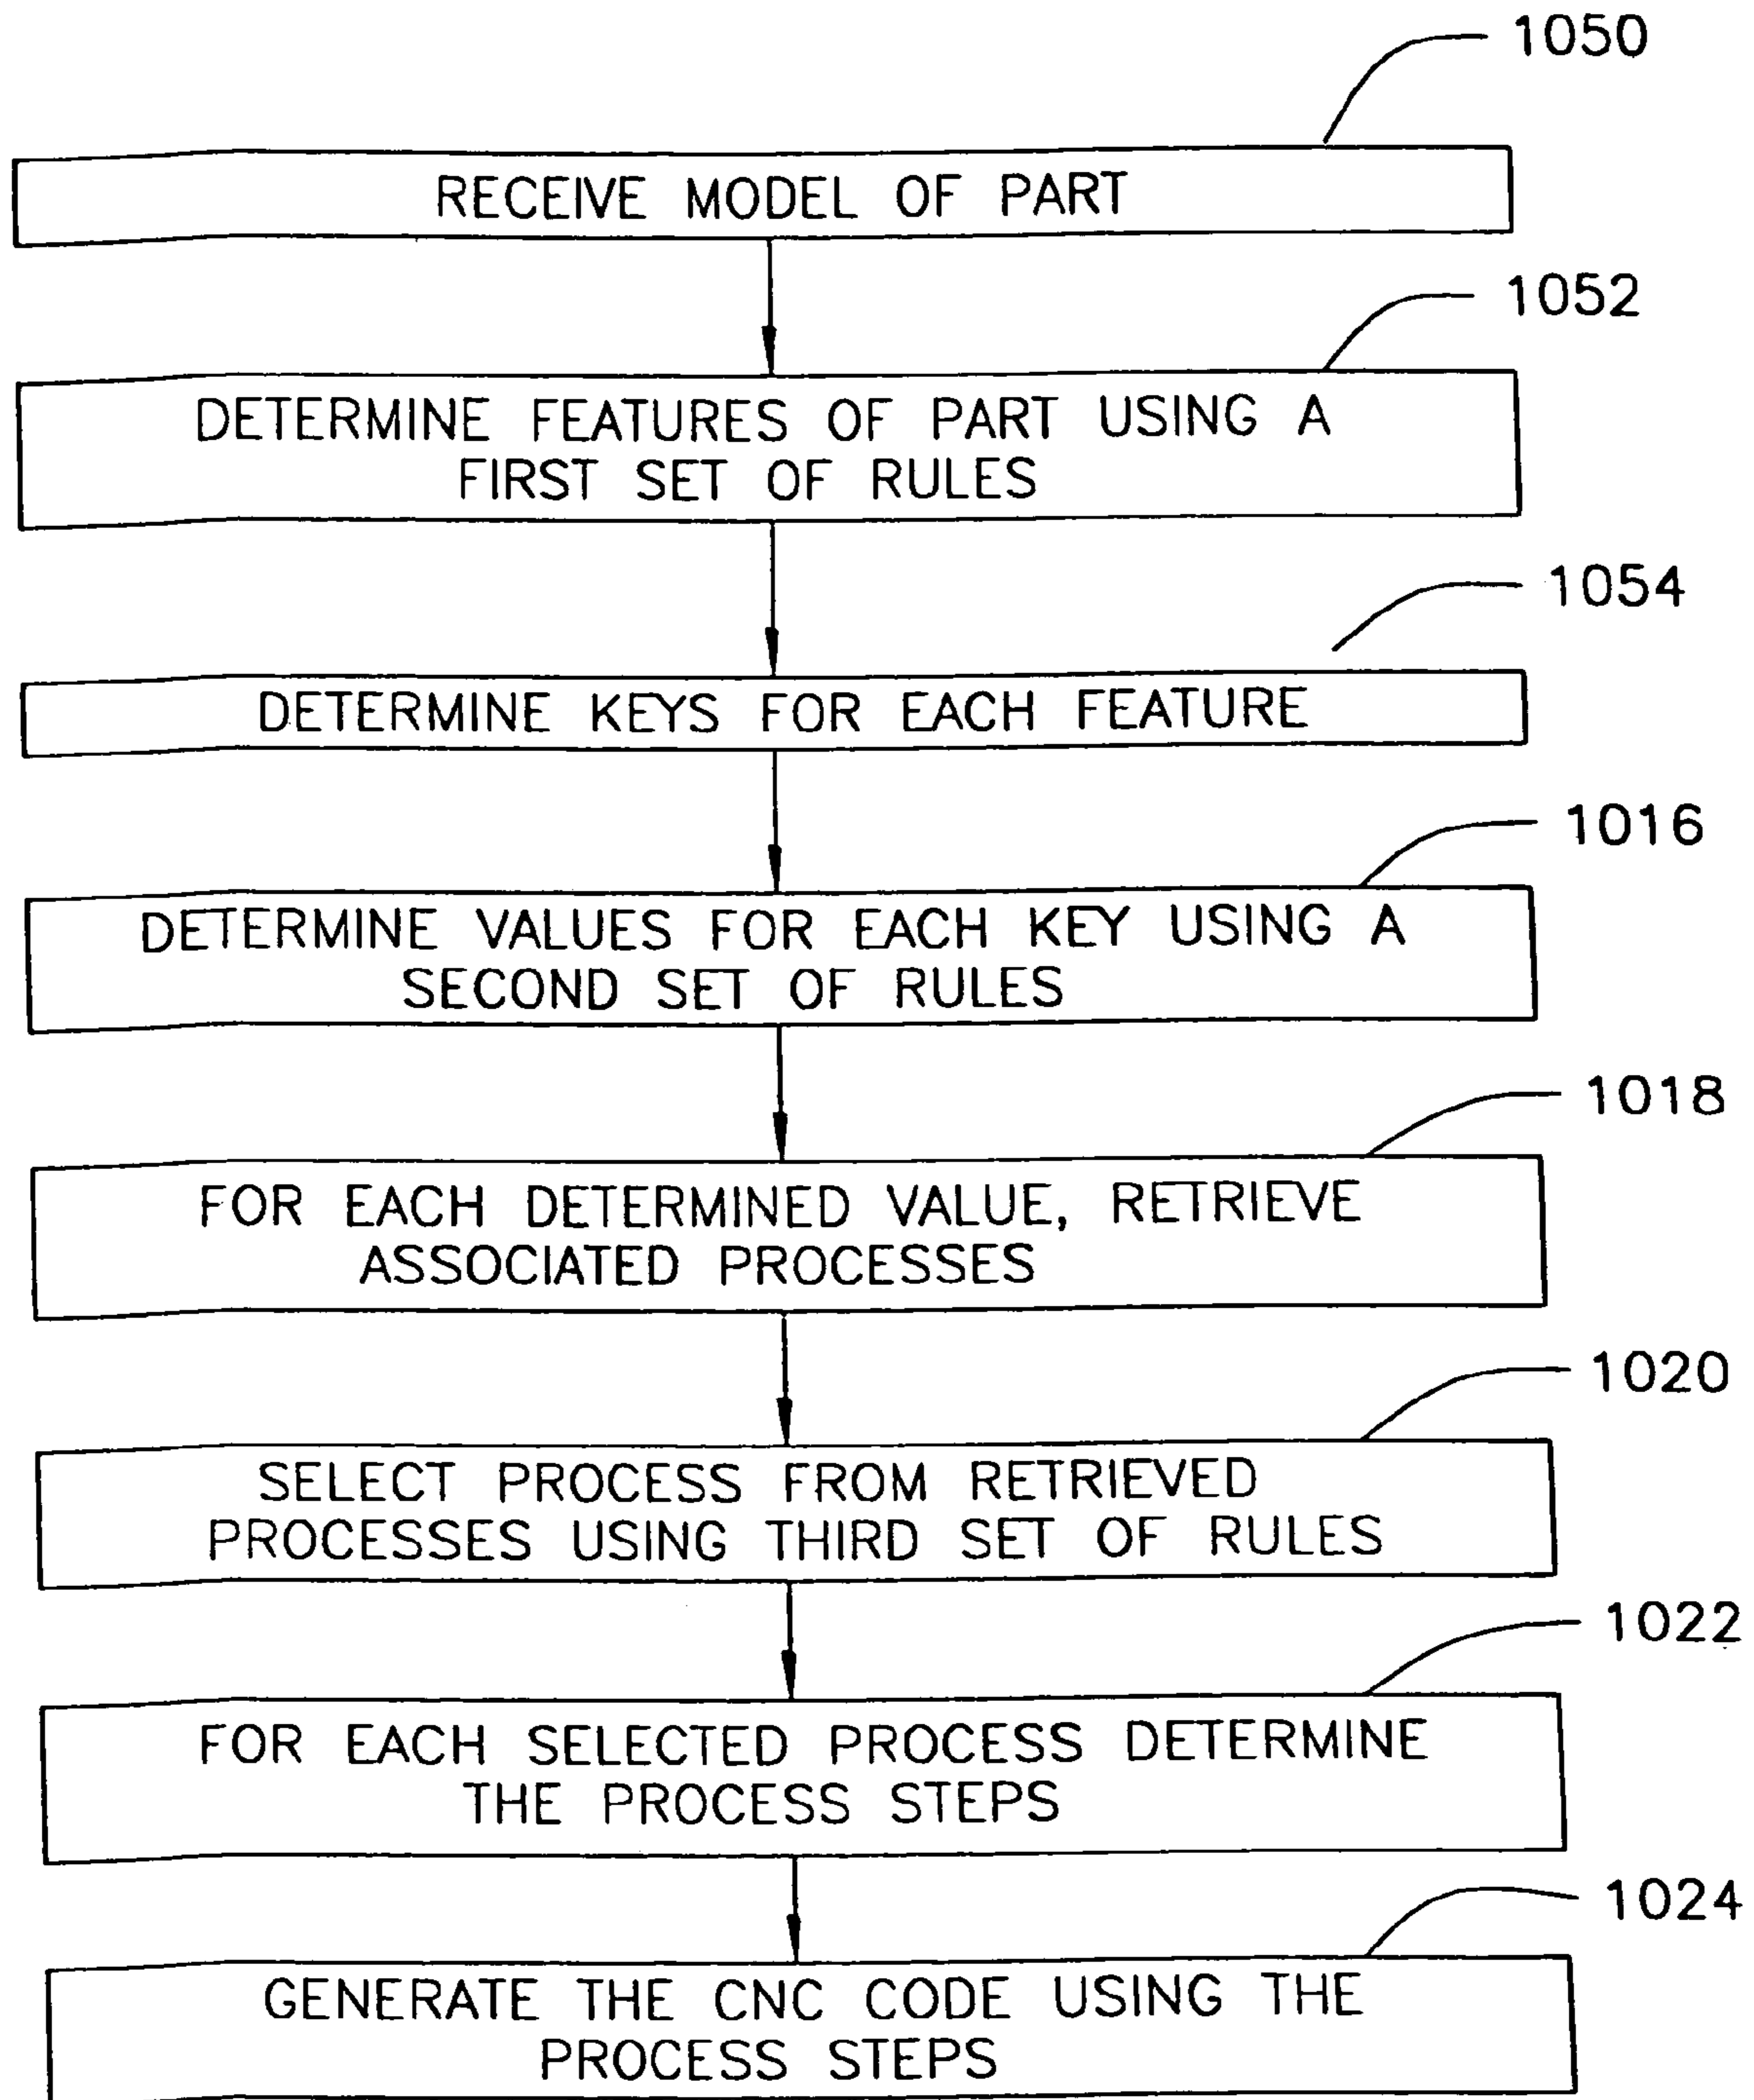 1050
RECEIVE MODEL OF PART
1052
DETERMINE FEATURES OF PART USING A
FIRST SET OF RULES
1054
DETERMINE KEYS FOR EACH FEATURE
1016
DETERMINE VALUES FOR EACH KEY USING A
SECOND SET OF RULES
1018
FOR EACH DETERMINED VALUE, RETRIEVE
ASSOCIATED PROCESSES
1020
SELECT PROCESS FROM RETRIEVED
PROCESSES USING THIRD SET OF RULES
1022
FOR EACH SELECTED PROCESS DETERMINE
THE PROCESS STEPS
1024
GENERATE THE CNC CODE USING THE
PROCESS STEPS